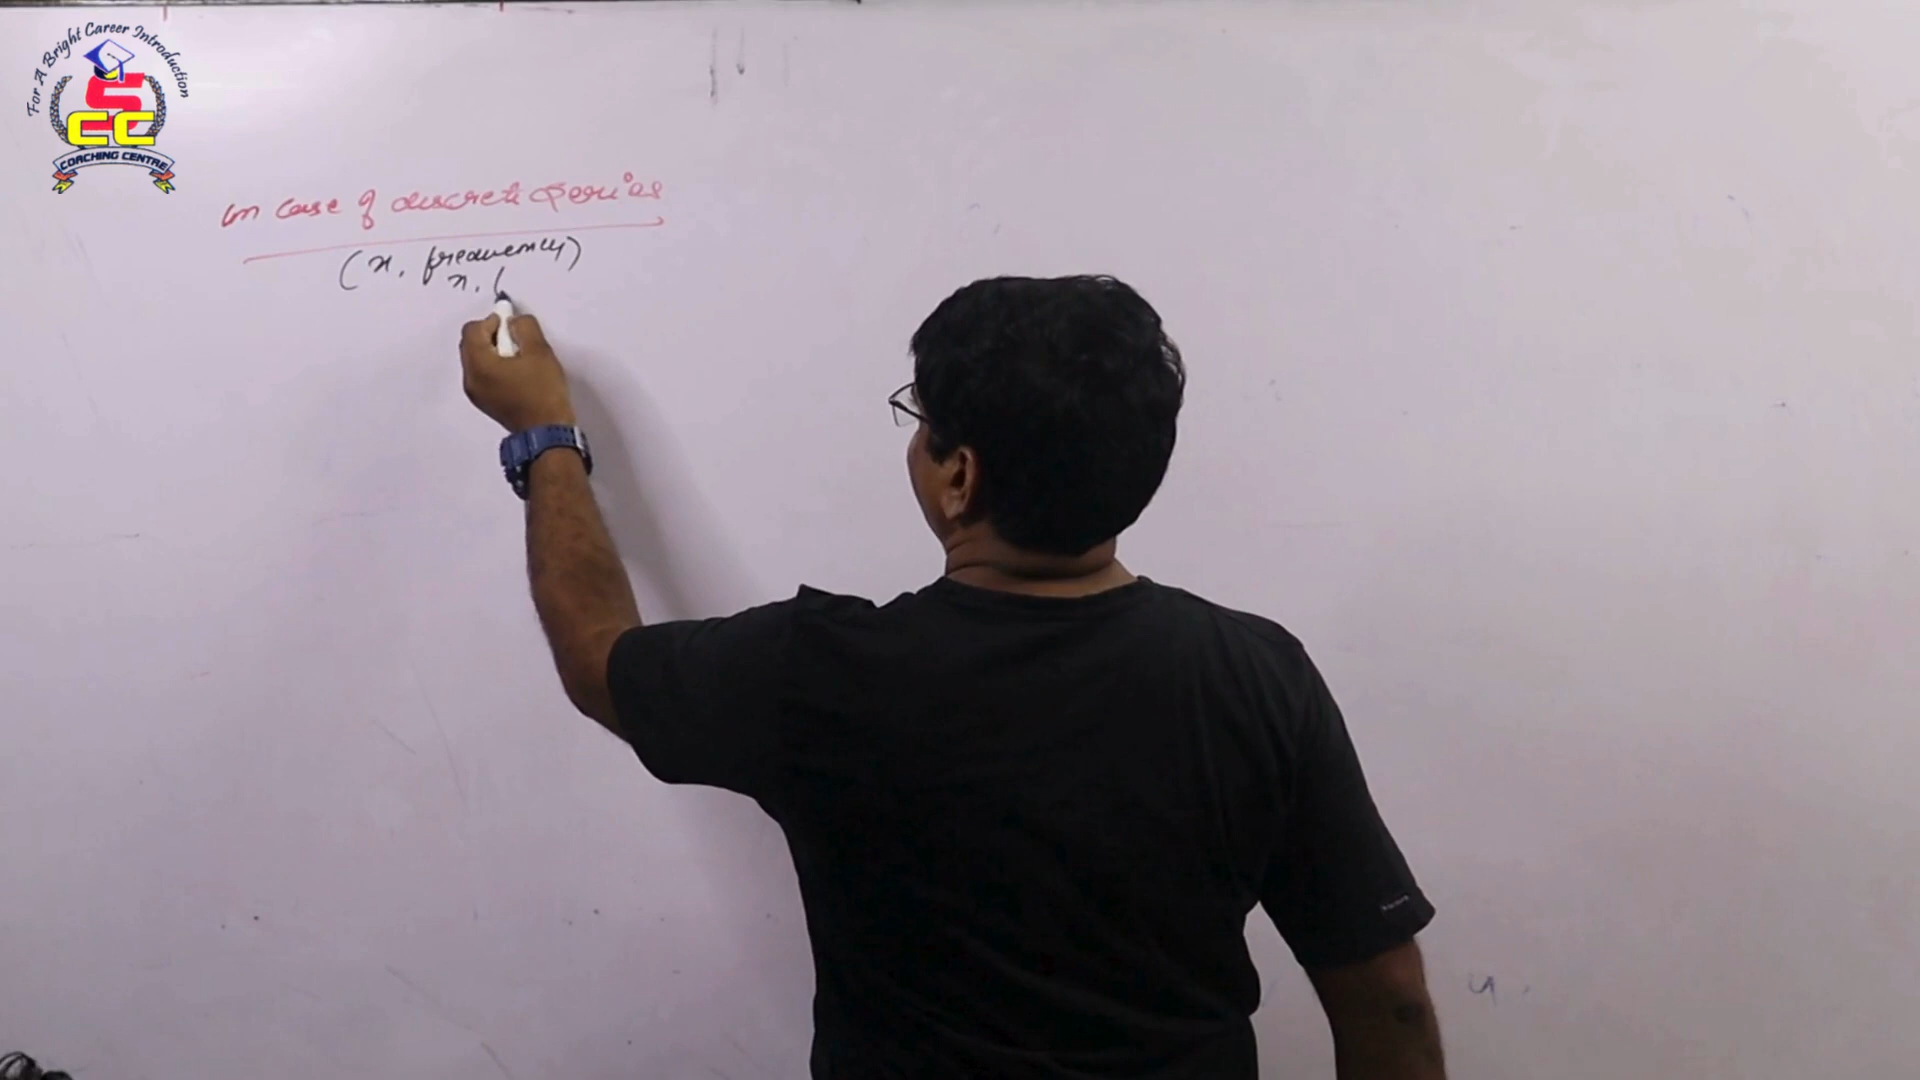 For A Bright Career Introduction
S
CC
COACHING CENTRE
In case of discrete series
(x, frequency)
x, (